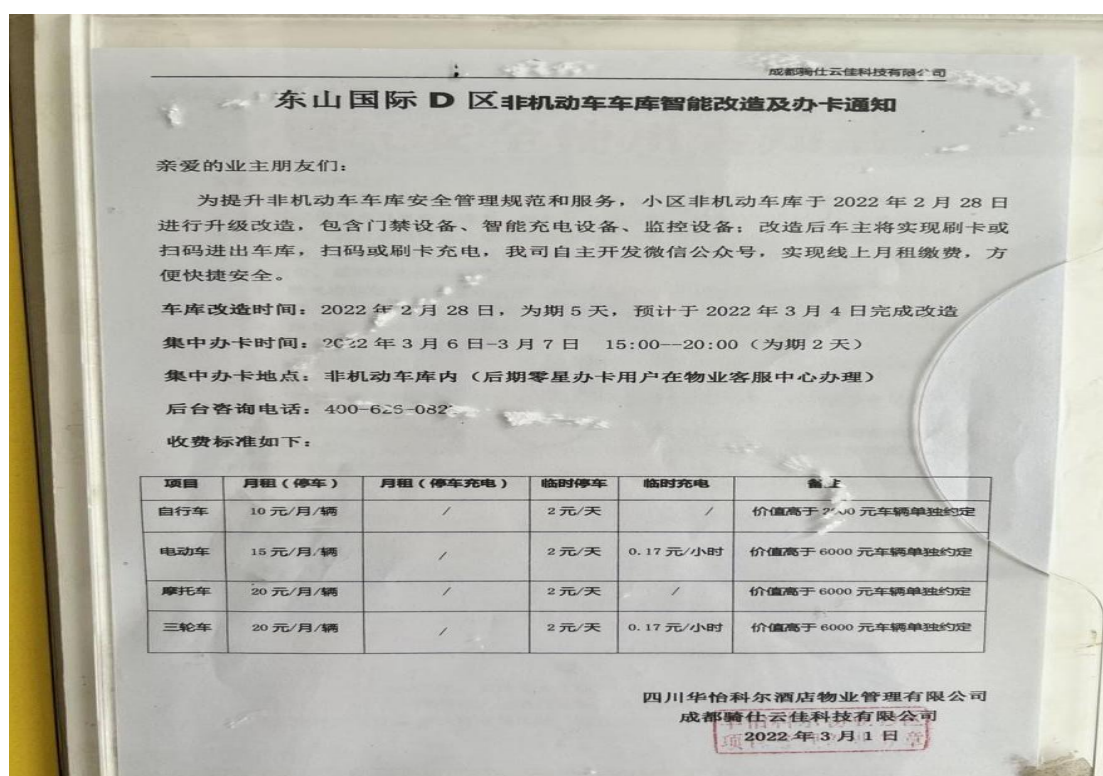 成都骑仕云佳科技有限公司
东山国际 D 区非机动车车库智能改造及办卡通知
亲爱的业主朋友们：
为提升非机动车车库安全管理规范和服务，小区非机动车库于 2022 年 2 月 28 日
进行升级改造，包含门禁设备、智能充电设备、监控设备；改造后车主将实现刷卡或
扫码进出车库，扫码或刷卡充电，我司自主开发微信公众号，实现线上月租缴费，方
便快捷安全。
车库改造时间：2022 年 2 月 28 日，为期 5 天，预计于 2022 年 3 月 4 日完成改造
集中办卡时间：2022 年 3 月 6 日-3 月 7 日 15:00--20:00（为期 2 天）
集中办卡地点：非机动车库内（后期零星办卡用户在物业客服中心办理）
后台咨询电话：400-
收费标准如下：
项目 月租（停车） 月租（停车充电） 临时停车 临时充电
自行车 10 元/月/辆 / 2 元/天 / 价值高于 元车辆单独约定
电动车 15 元/月/辆 / 2 元/天 0.17 元/小时 价值高于 6000 元车辆单独约定
摩托车 20 元/月/辆 / 2 元/天 / 价值高于 6000 元车辆单独约定
三轮车 20 元/月/辆 / 2 元/天 0.17 元/小时 价值高于 6000 元车辆单独约定
四川华怡科尔酒店物业管理有限公司
成都骑仕云佳科技有限公司
2022 年 3 月 1 日